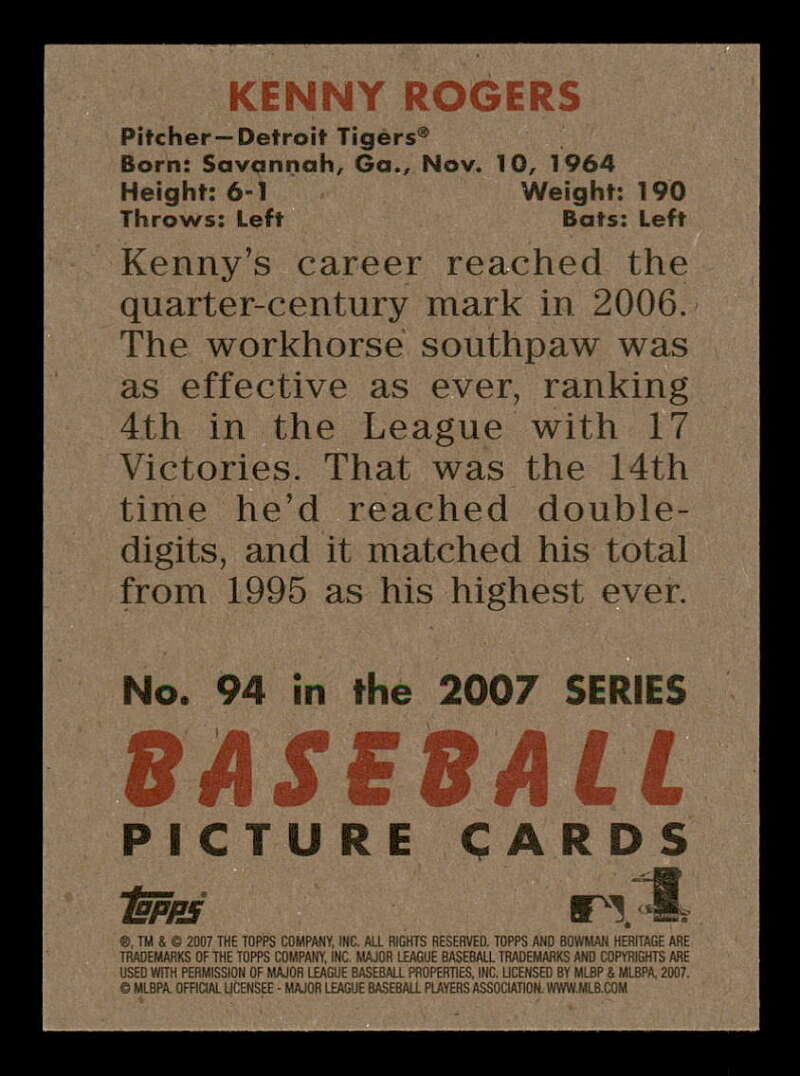 KENNY ROGERS
Pitcher—Detroit Tigers®
Born: Savannah, Ga., Nov. 10, 1964
Height: 6-1 Weight: 190
Throws: Left Bats: Left
Kenny's career reached the
quarter-century mark in 2006.
The workhorse southpaw was
as effective as ever, ranking
4th in the League with 17
Victories. That was the 14th
time he'd reached double-
digits, and it matched his total
from 1995 as his highest ever.
No. 94 in the 2007 SERIES
BASEBALL
PICTURE CARDS
topps
®, TM & © 2007 THE TOPPS COMPANY, INC. ALL RIGHTS RESERVED. TOPPS AND BOWMAN HERITAGE ARE
TRADEMARKS OF THE TOPPS COMPANY, INC. MAJOR LEAGUE BASEBALL TRADEMARKS AND COPYRIGHTS ARE
USED WITH PERMISSION OF MAJOR LEAGUE BASEBALL PROPERTIES, INC. LICENSED BY MLBP & MLBPA, 2007.
© MLBPA. OFFICIAL LICENSEE - MAJOR LEAGUE BASEBALL PLAYERS ASSOCIATION. WWW.MLB.COM